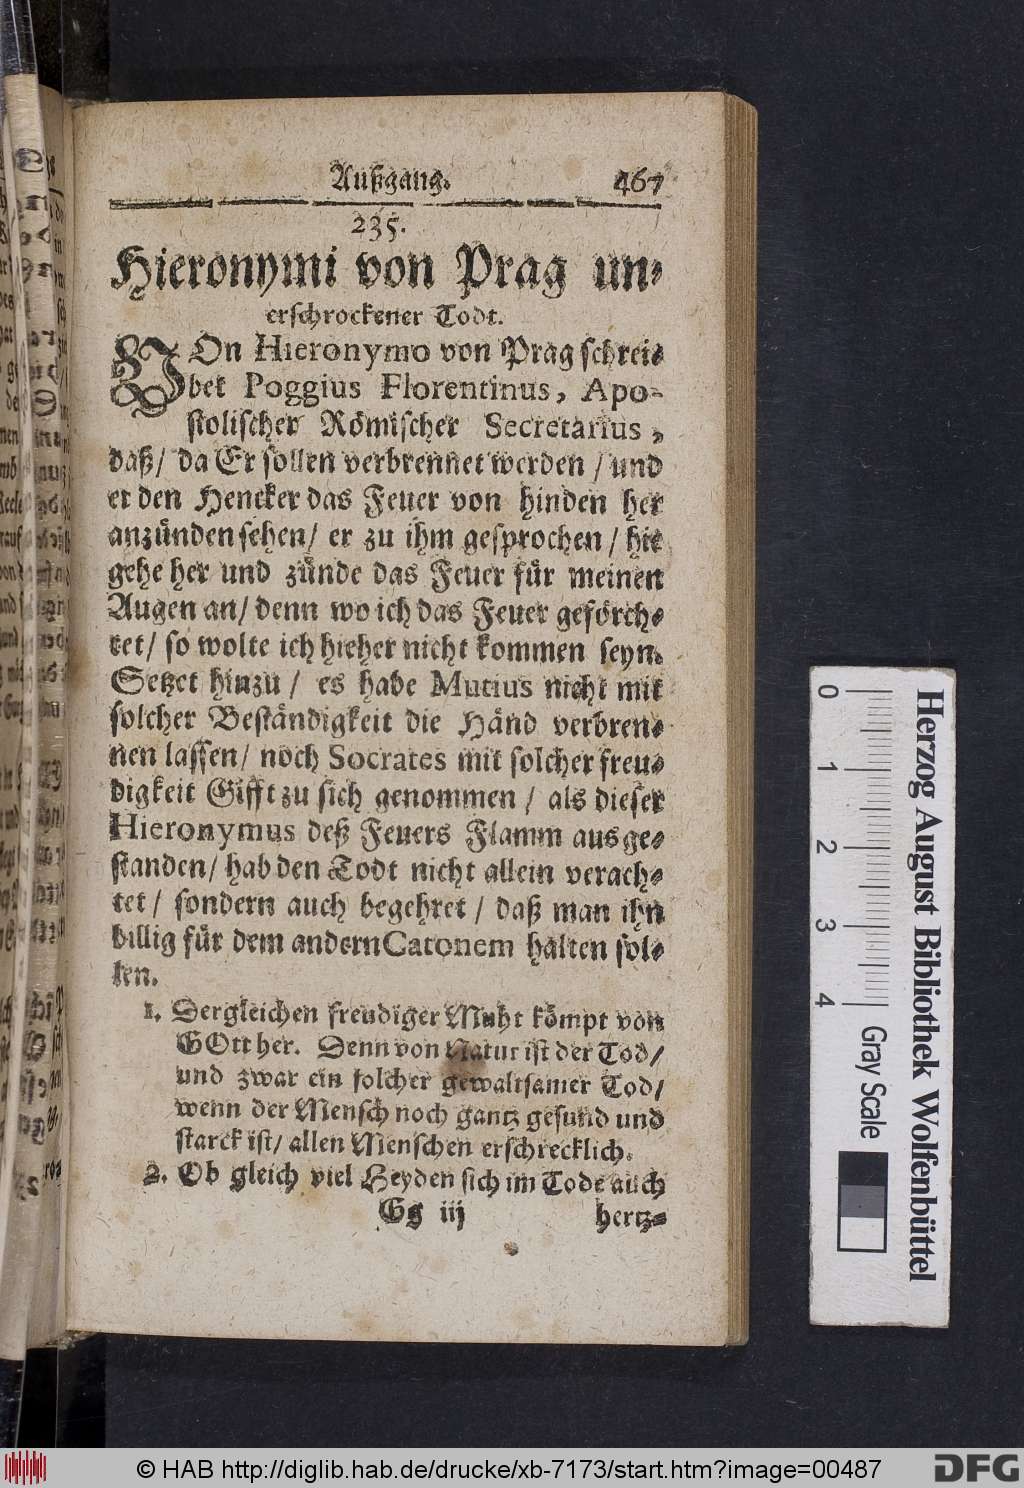 Außgang. 467
235.
Hieronymi von Prag un-
erschrockener Todt.
VOn Hieronymo von Prag schrei-
bet Poggius Florentinus, Apo-
stolischer Römischer Secretarius,
daß/ da Er sollen verbrennet werden / und
er den Hencker das Feuer von hinden her
anzünden sehen/ er zu ihm gesprochen / hie
gehe her und zünde das Feuer für meinen
Augen an/ denn wo ich das Feuer geförch-
tet/ so wolte ich hieher nicht kommen seyn.
Setzet hinzu / es habe Mutius nicht mit
solcher Beständigkeit die Händ verbren-
nen lassen/ noch Socrates mit solcher freu-
digkeit Gifft zu sich genommen / als dieser
Hieronymus deß Feuers Flamm ausge-
standen/ hab den Todt nicht allein verach-
tet/ sondern auch begehret / daß man ihn
billig für dem andern Catonem halten sol-
len.
1. Dergleichen freudiger Muht kömpt von
GOtt her. Denn von Natur ist der Tod/
und zwar ein solcher gewaltsamer Tod/
wenn der Mensch noch gantz gesund und
starck ist/ allen Menschen erschrecklich.
2. Ob gleich viel Heyden sich im Tode auch
Gg iij hertz-
0 1 2 3 4
Gray Scale
Herzog August Bibliothek Wolfenbüttel
© HAB http://diglib.hab.de/drucke/xb-7173/start.htm?image=00487
DFG